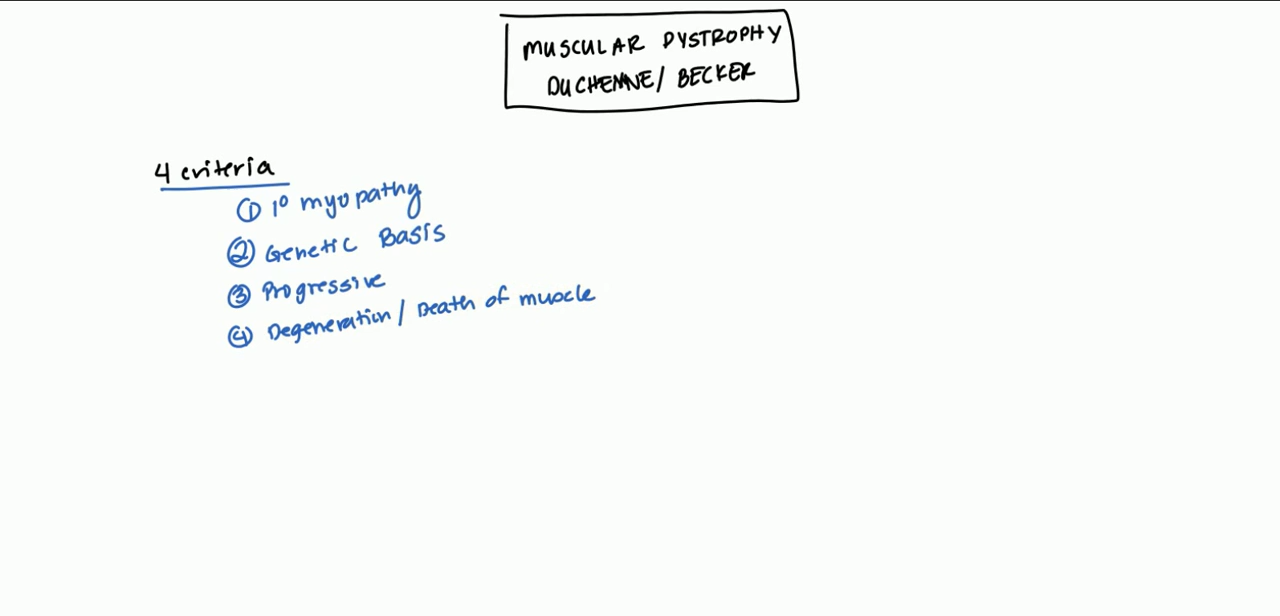 MUSCULAR DYSTROPHY
DUCHENNE/ BECKER
4 criteria
① 1° myopathy
② Genetic Basis
③ Progressive
④ Degeneration / Death of muscle